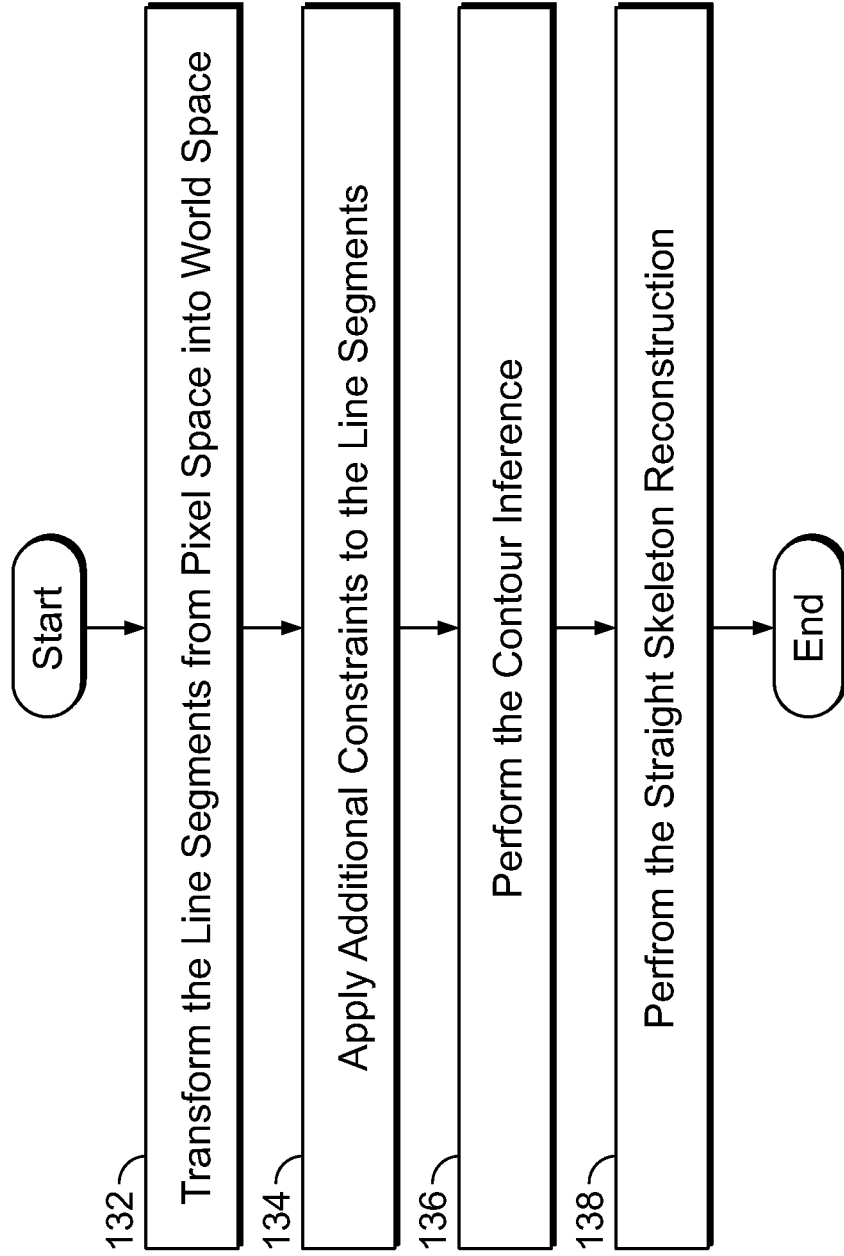 Start
132
Transform the Line Segments from Pixel Space into World Space
134
Apply Additional Constraints to the Line Segments
136
Perform the Contour Inference
138
Perfrom the Straight Skeleton Reconstruction
End